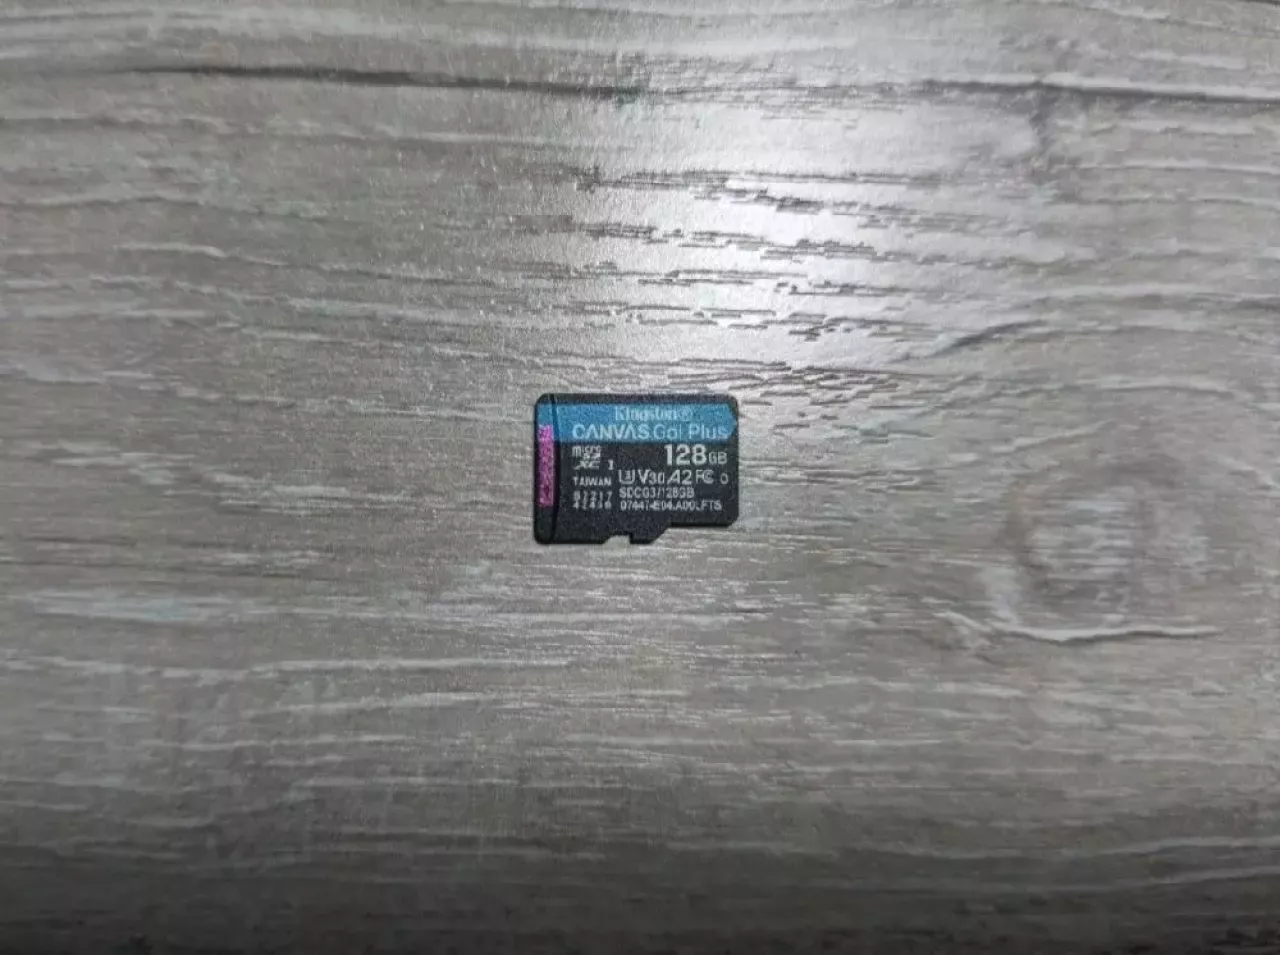 Kingston
CANVAS Go! Plus
micro SD XC I
128GB
TAIWAN
U3 V30 A2 FC
SDCG3/128GB